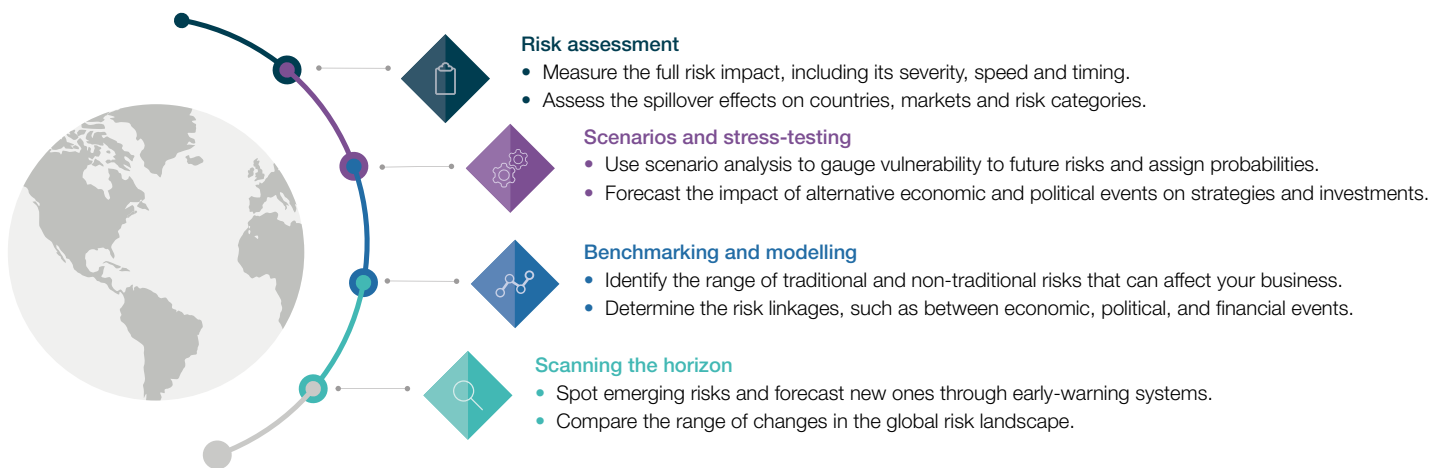 Risk assessment
• Measure the full risk impact, including its severity, speed and timing.
• Assess the spillover effects on countries, markets and risk categories.
Scenarios and stress-testing
• Use scenario analysis to gauge vulnerability to future risks and assign probabilities.
• Forecast the impact of alternative economic and political events on strategies and investments.
Benchmarking and modelling
• Identify the range of traditional and non-traditional risks that can affect your business.
• Determine the risk linkages, such as between economic, political, and financial events.
Scanning the horizon
• Spot emerging risks and forecast new ones through early-warning systems.
• Compare the range of changes in the global risk landscape.